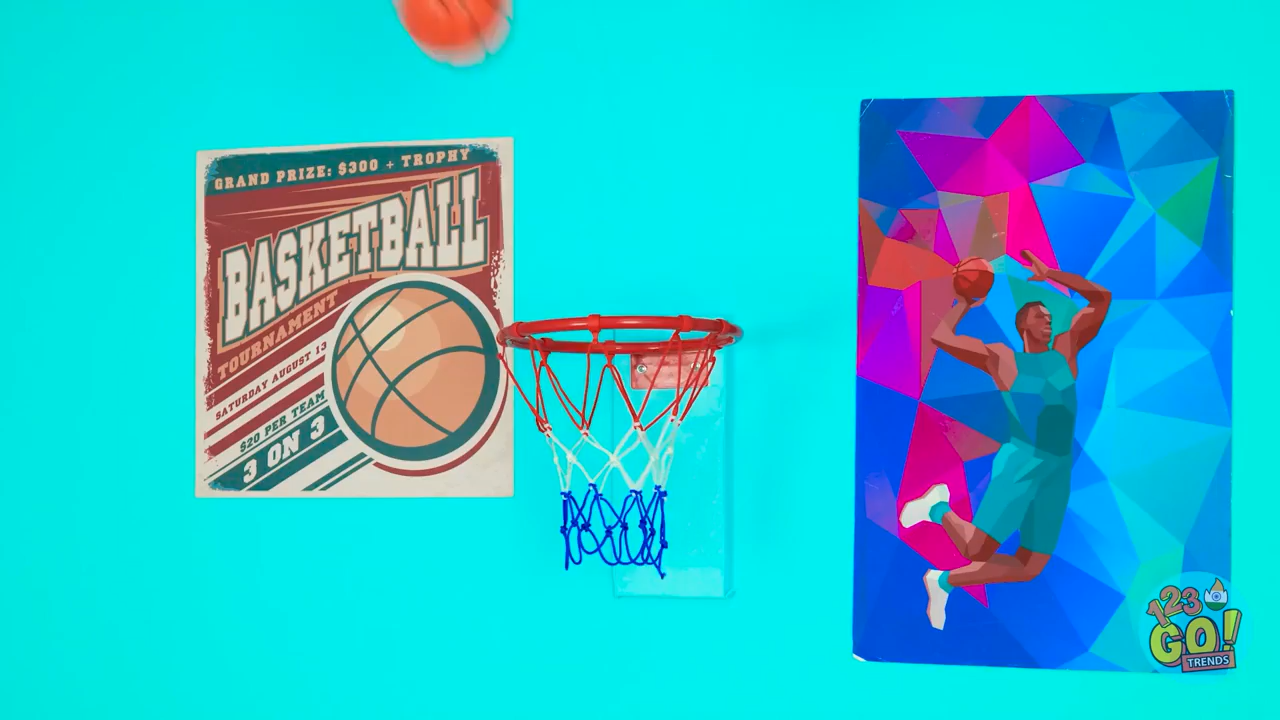 GRAND PRIZE: $300 + TROPHY
BASKETBALL
TOURNAMENT
SATURDAY AUGUST 13
$20 PER TEAM
3 ON 3
123
GO!
TRENDS